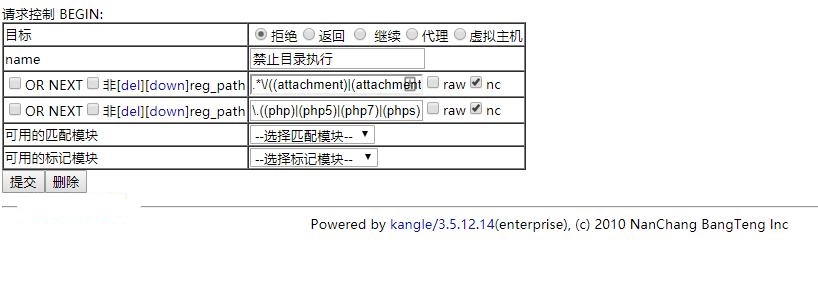 请求控制 BEGIN:
目标 拒绝 返回 继续 代理 虚拟主机
name 禁止目录执行
OR NEXT 非[del][down]reg_path .*\/((attachment)|(attachment raw nc
OR NEXT 非[del][down]reg_path \.((php)|(php5)|(php7)|(phps) raw nc
可用的匹配模块 --选择匹配模块--
可用的标记模块 --选择标记模块--
提交 删除
Powered by kangle/3.5.12.14(enterprise), (c) 2010 NanChang BangTeng Inc